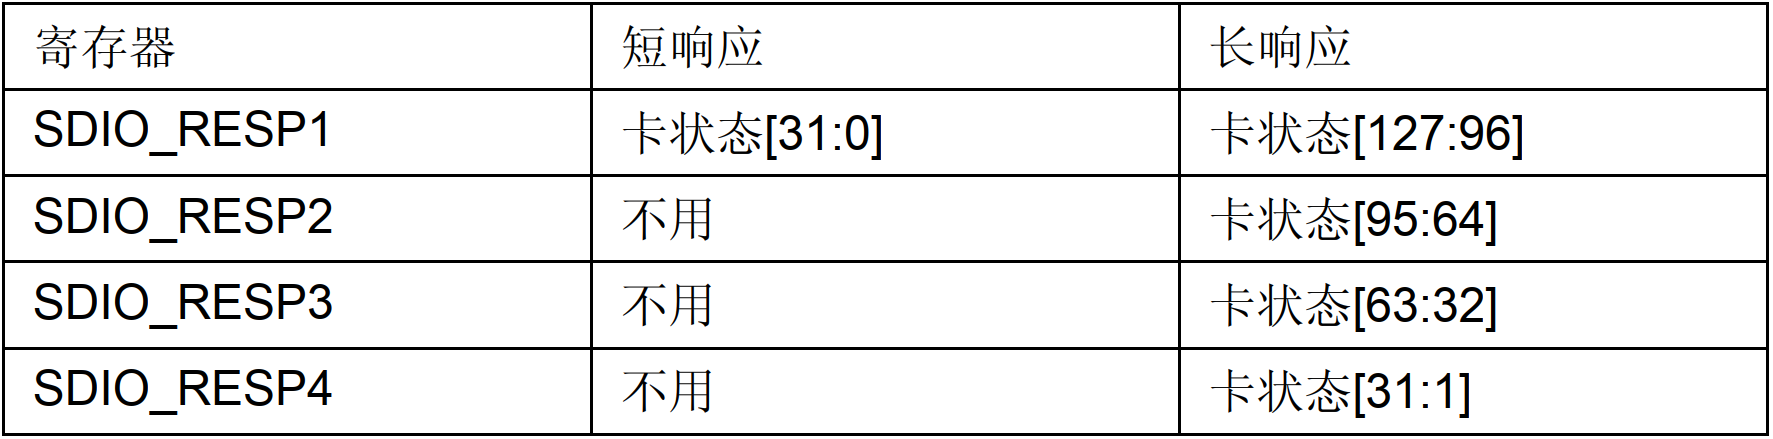 寄存器 短响应 长响应
SDIO_RESP1 卡状态[31:0] 卡状态[127:96]
SDIO_RESP2 不用 卡状态[95:64]
SDIO_RESP3 不用 卡状态[63:32]
SDIO_RESP4 不用 卡状态[31:1]